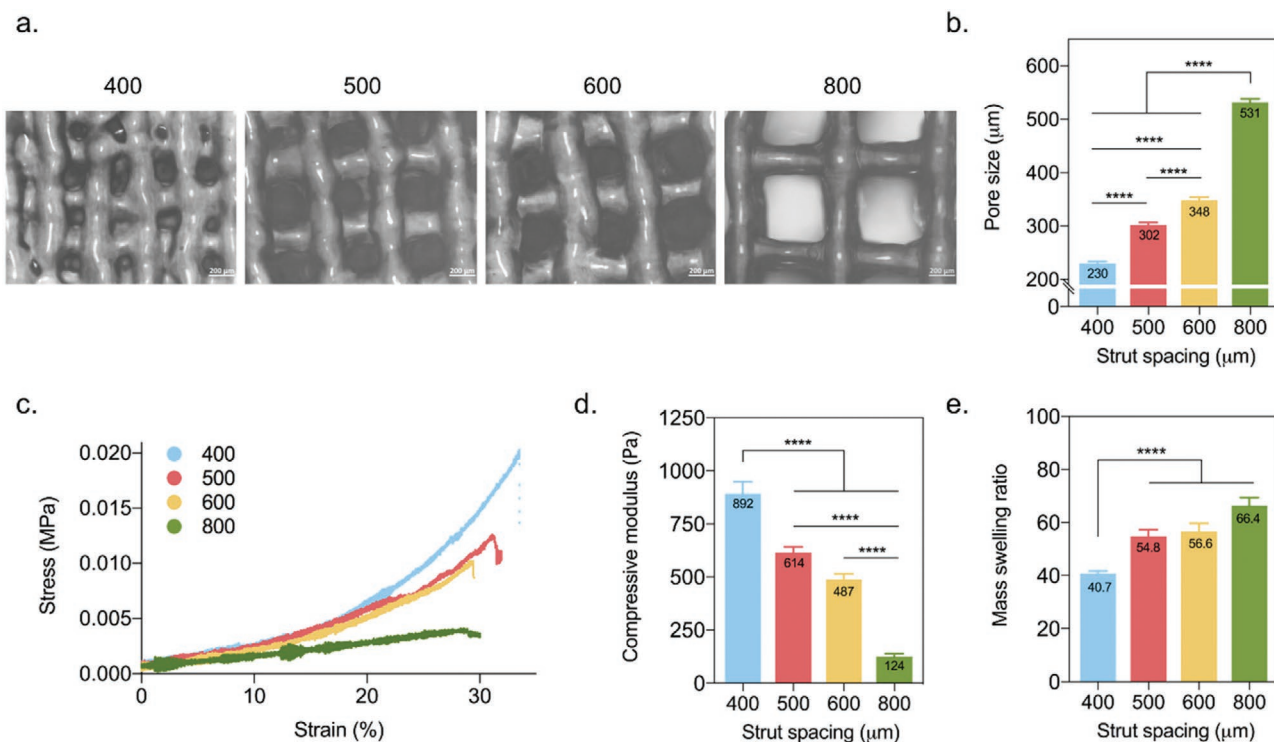 a.
400
500
600
800
200 µm
200 µm
200 µm
200 µm
b.
Pore size (µm)
600
500
400
300
200
0
****
****
****
****
230
302
348
531
400 500 600 800
Strut spacing (µm)
c.
Stress (MPa)
0.020
0.015
0.010
0.005
0.000
400
500
600
800
0 10 20 30
Strain (%)
d.
Compressive modulus (Pa)
1250
1000
750
500
250
0
****
****
****
892
614
487
124
400 500 600 800
Strut spacing (µm)
e.
Mass swelling ratio
100
80
60
40
20
0
****
40.7
54.8
56.6
66.4
400 500 600 800
Strut spacing (µm)